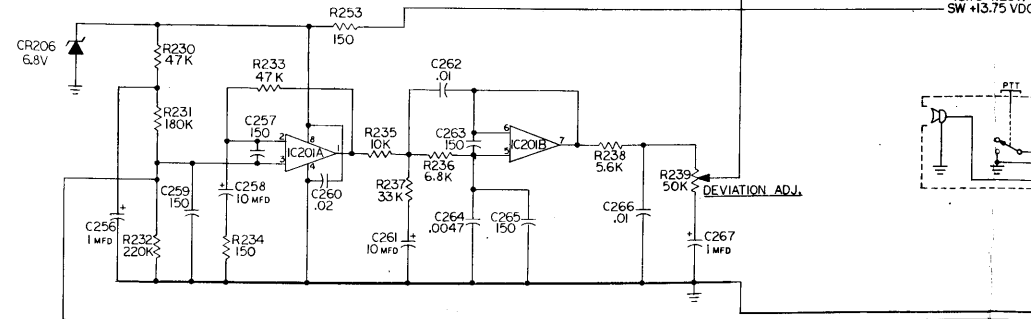 R253
150
SW +13.75 VDC
CR206
6.8V
R230
47K
R233
47K
R231
180K
C257
150
2
8
IC201A
1
3
4
C262
.01
R235
10K
C263
150
6
7
IC201B
5
R236
6.8K
R238
5.6K
PTT
C259
150
C258
10 MFD
C260
.02
R237
33K
R239
50K
DEVIATION ADJ.
C256
1 MFD
R232
220K
R234
150
C261
10 MFD
C264
.0047
C265
150
C266
.01
C267
1 MFD